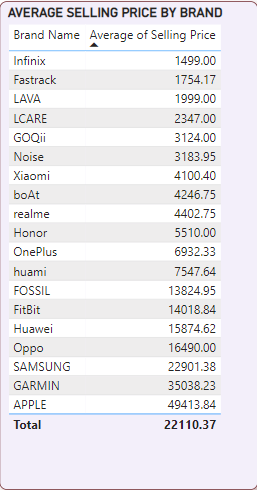 AVERAGE SELLING PRICE BY BRAND
Brand Name Average of Selling Price
Infinix 1499.00
Fastrack 1754.17
LAVA 1999.00
LCARE 2347.00
GOQii 3124.00
Noise 3183.95
Xiaomi 4100.40
boAt 4246.75
realme 4402.75
Honor 5510.00
OnePlus 6932.33
huami 7547.64
FOSSIL 13824.95
FitBit 14018.84
Huawei 15874.62
Oppo 16490.00
SAMSUNG 22901.38
GARMIN 35038.23
APPLE 49413.84
Total 22110.37